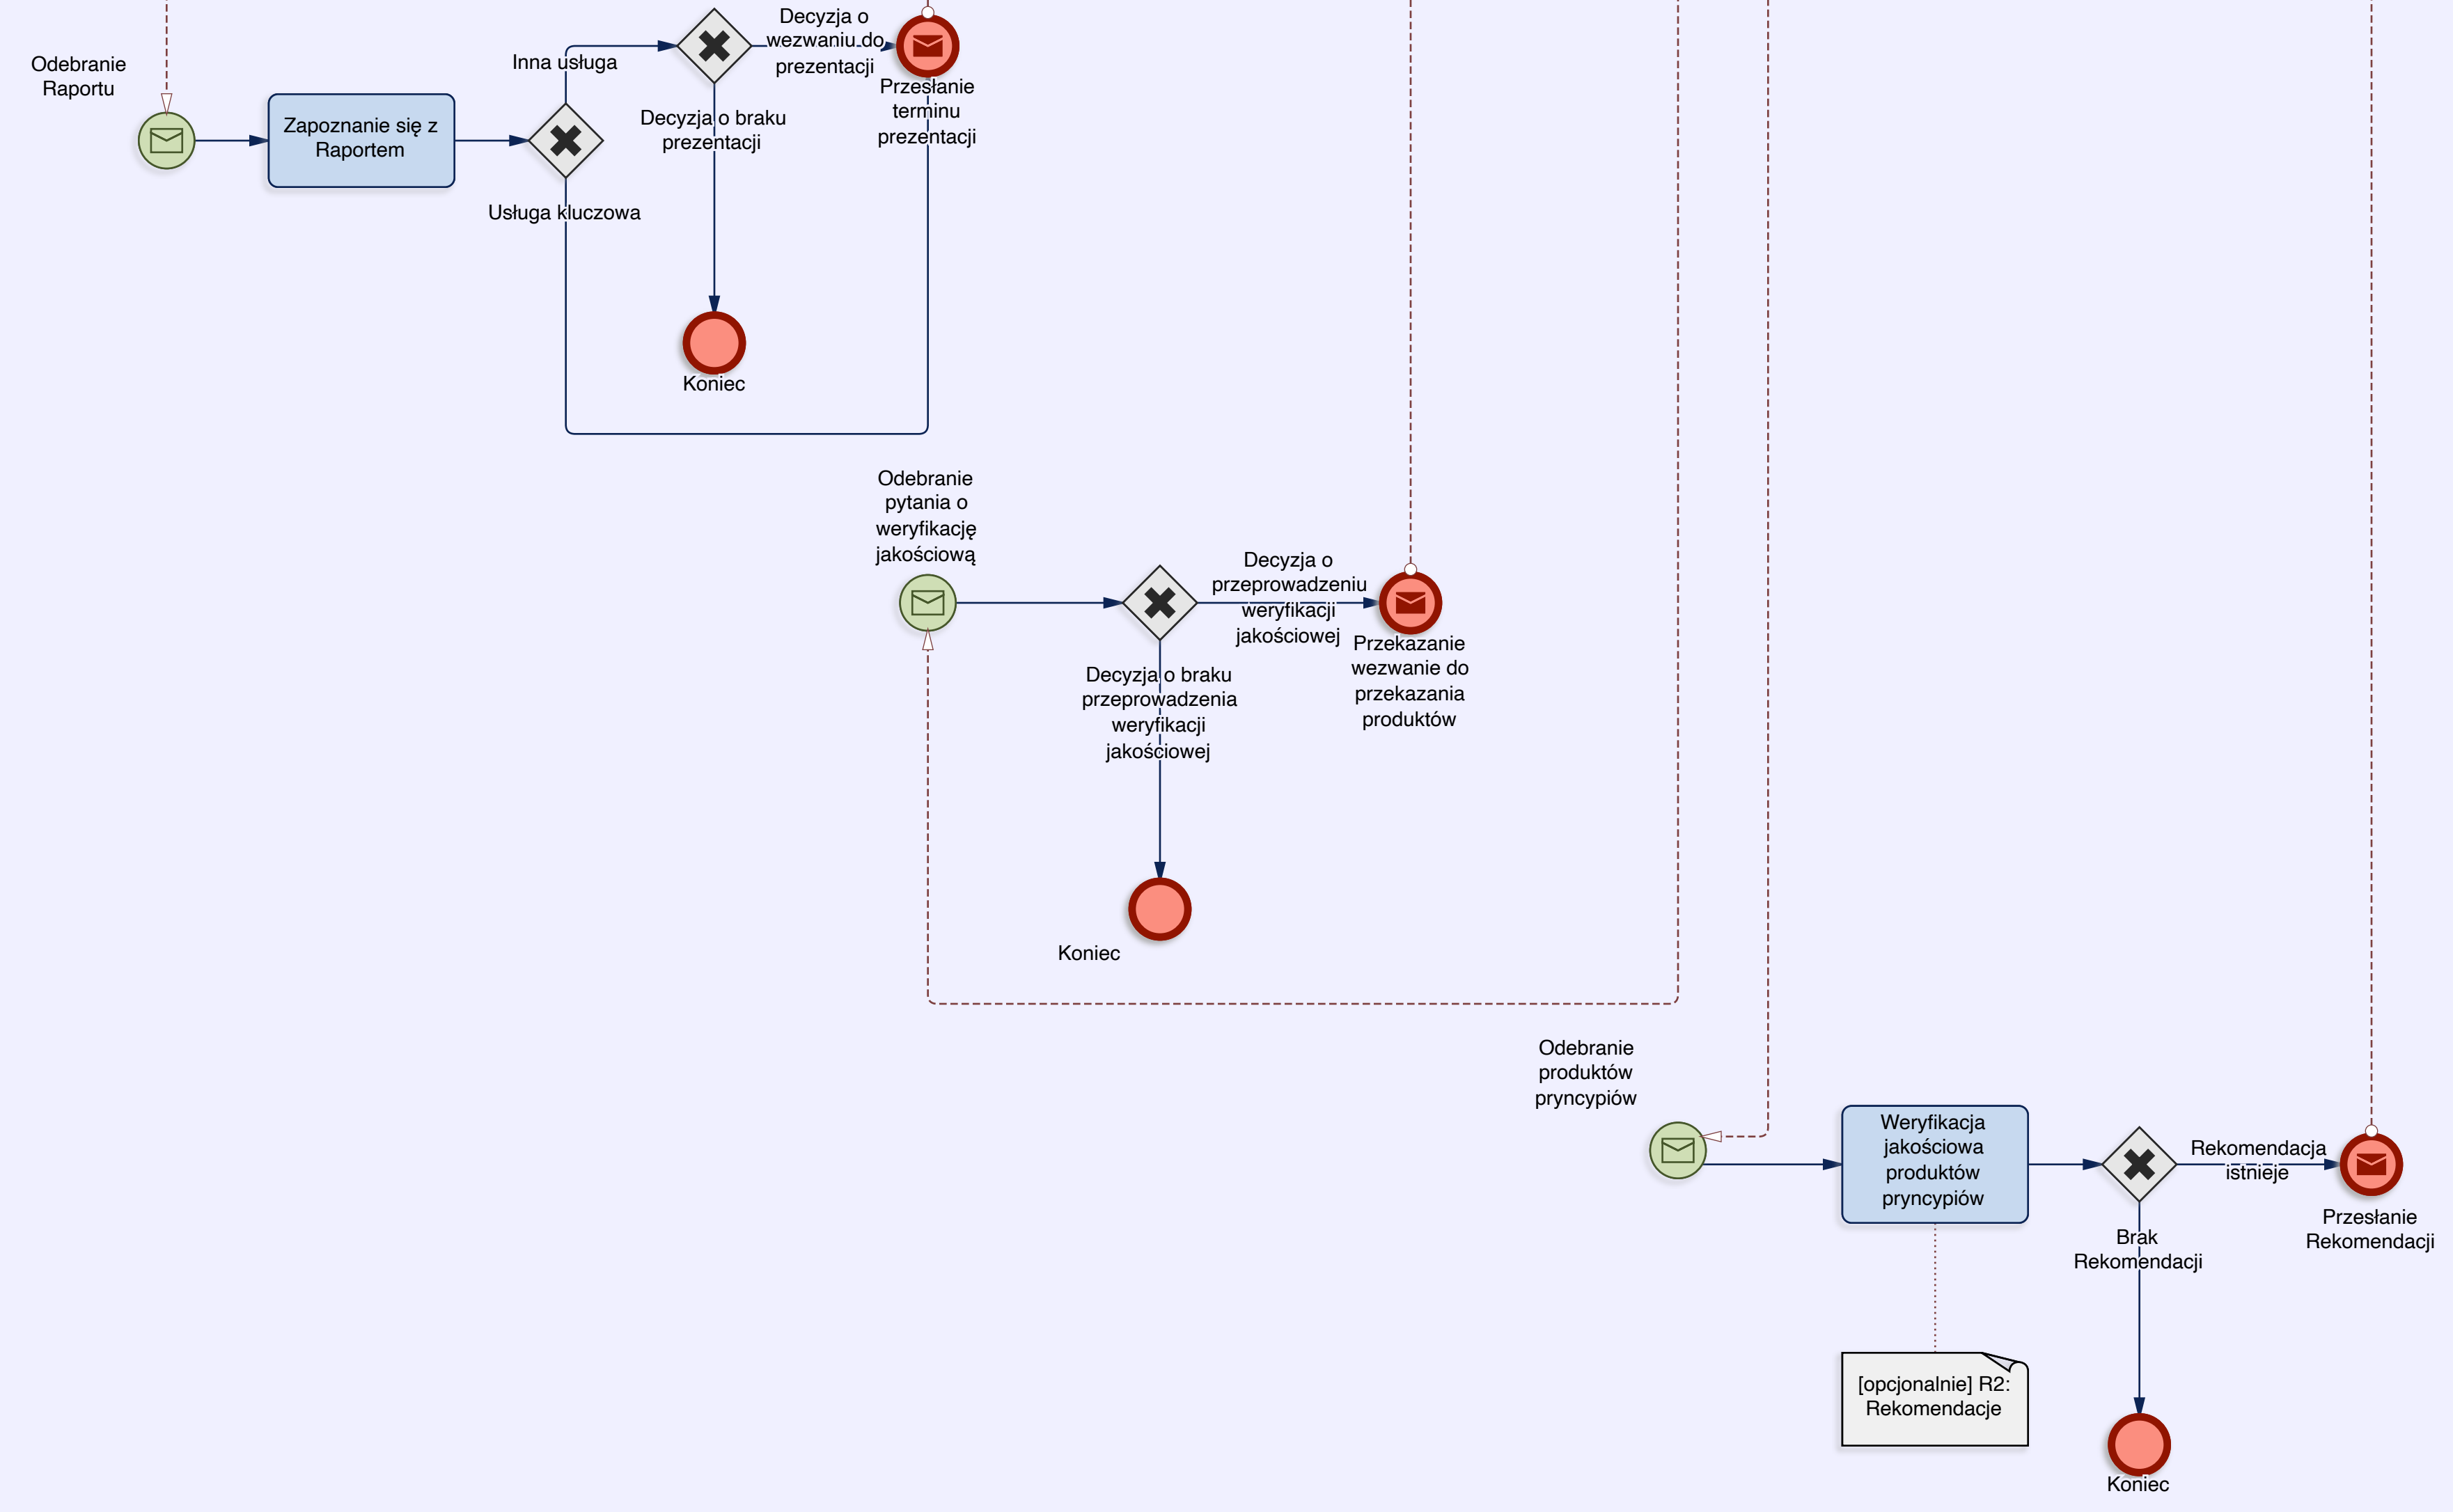 Odebranie
Raportu
Zapoznanie się z
Raportem
Inna usługa
Usługa kluczowa
Decyzja o
wezwaniu do
prezentacji
Decyzja o braku
prezentacji
Przesłanie
terminu
prezentacji
Koniec
Odebranie
pytania o
weryfikację
jakościową
Decyzja o
przeprowadzeniu
weryfikacji
jakościowej
Przekazanie
wezwanie do
przekazania
produktów
Decyzja o braku
przeprowadzenia
weryfikacji
jakościowej
Koniec
Odebranie
produktów
pryncypiów
Weryfikacja
jakościowa
produktów
pryncypiów
Rekomendacja
istnieje
Przesłanie
Rekomendacji
Brak
Rekomendacji
[opcjonalnie] R2:
Rekomendacje
Koniec